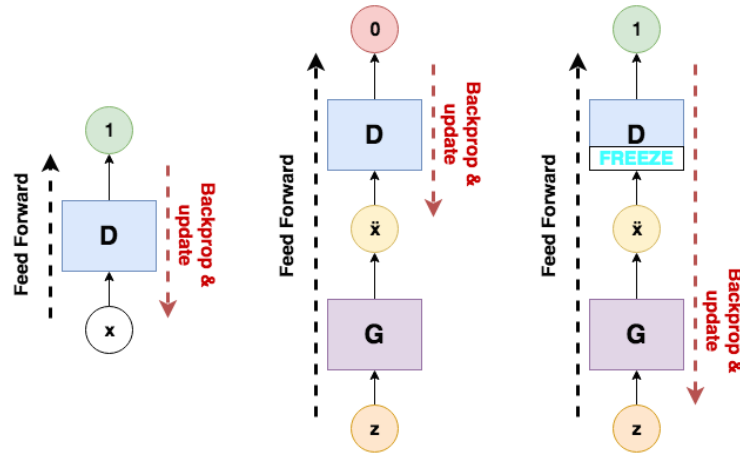 1
D
x
Feed Forward
Backprop &
update
0
D
ẍ
G
z
Feed Forward
Backprop &
update
1
D
FREEZE
ẍ
G
z
Feed Forward
Backprop &
update